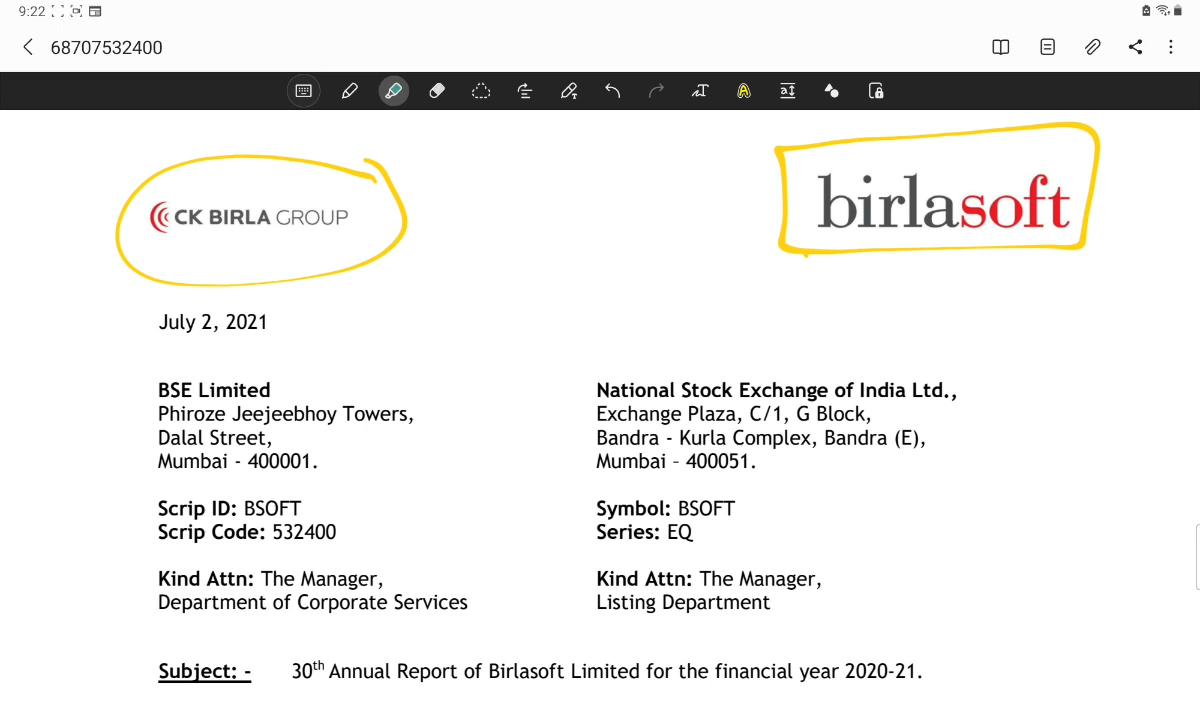 9:22
68707532400
CK BIRLA GROUP
birlasoft
July 2, 2021
BSE Limited
Phiroze Jeejeebhoy Towers,
Dalal Street,
Mumbai - 400001.
Scrip ID: BSOFT
Scrip Code: 532400
Kind Attn: The Manager,
Department of Corporate Services
National Stock Exchange of India Ltd.,
Exchange Plaza, C/1, G Block,
Bandra - Kurla Complex, Bandra (E),
Mumbai – 400051.
Symbol: BSOFT
Series: EQ
Kind Attn: The Manager,
Listing Department
Subject: - 30th Annual Report of Birlasoft Limited for the financial year 2020-21.